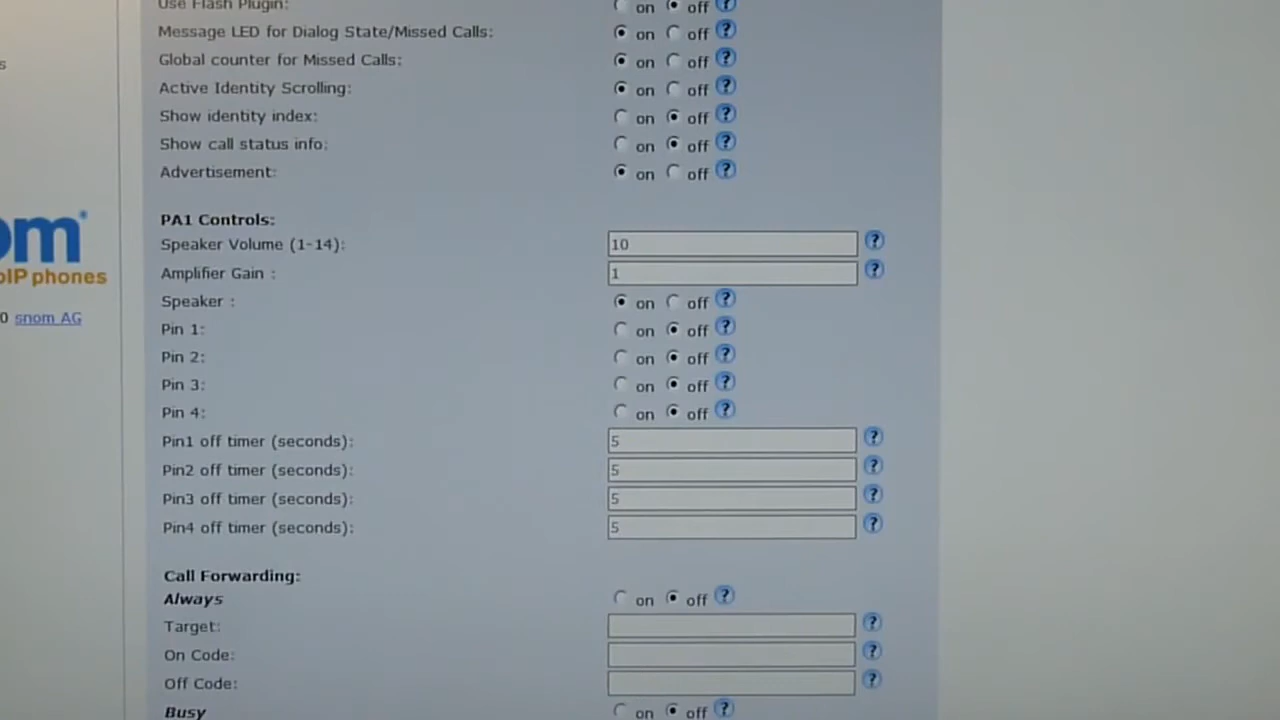 Use Flash Plugin: on off ?
Message LED for Dialog State/Missed Calls: on off ?
s
Global counter for Missed Calls: on off ?
Active Identity Scrolling: on off ?
Show identity index: on off ?
Show call status info: on off ?
Advertisement: on off ?
om
oIP phones
0 snom AG
PA1 Controls:
Speaker Volume (1-14): 10 ?
Amplifier Gain : 1 ?
Speaker : on off ?
Pin 1: on off ?
Pin 2: on off ?
Pin 3: on off ?
Pin 4: on off ?
Pin1 off timer (seconds): 5 ?
Pin2 off timer (seconds): 5 ?
Pin3 off timer (seconds): 5 ?
Pin4 off timer (seconds): 5 ?
Call Forwarding:
Always on off ?
Target: ?
On Code: ?
Off Code: ?
Busy on off ?